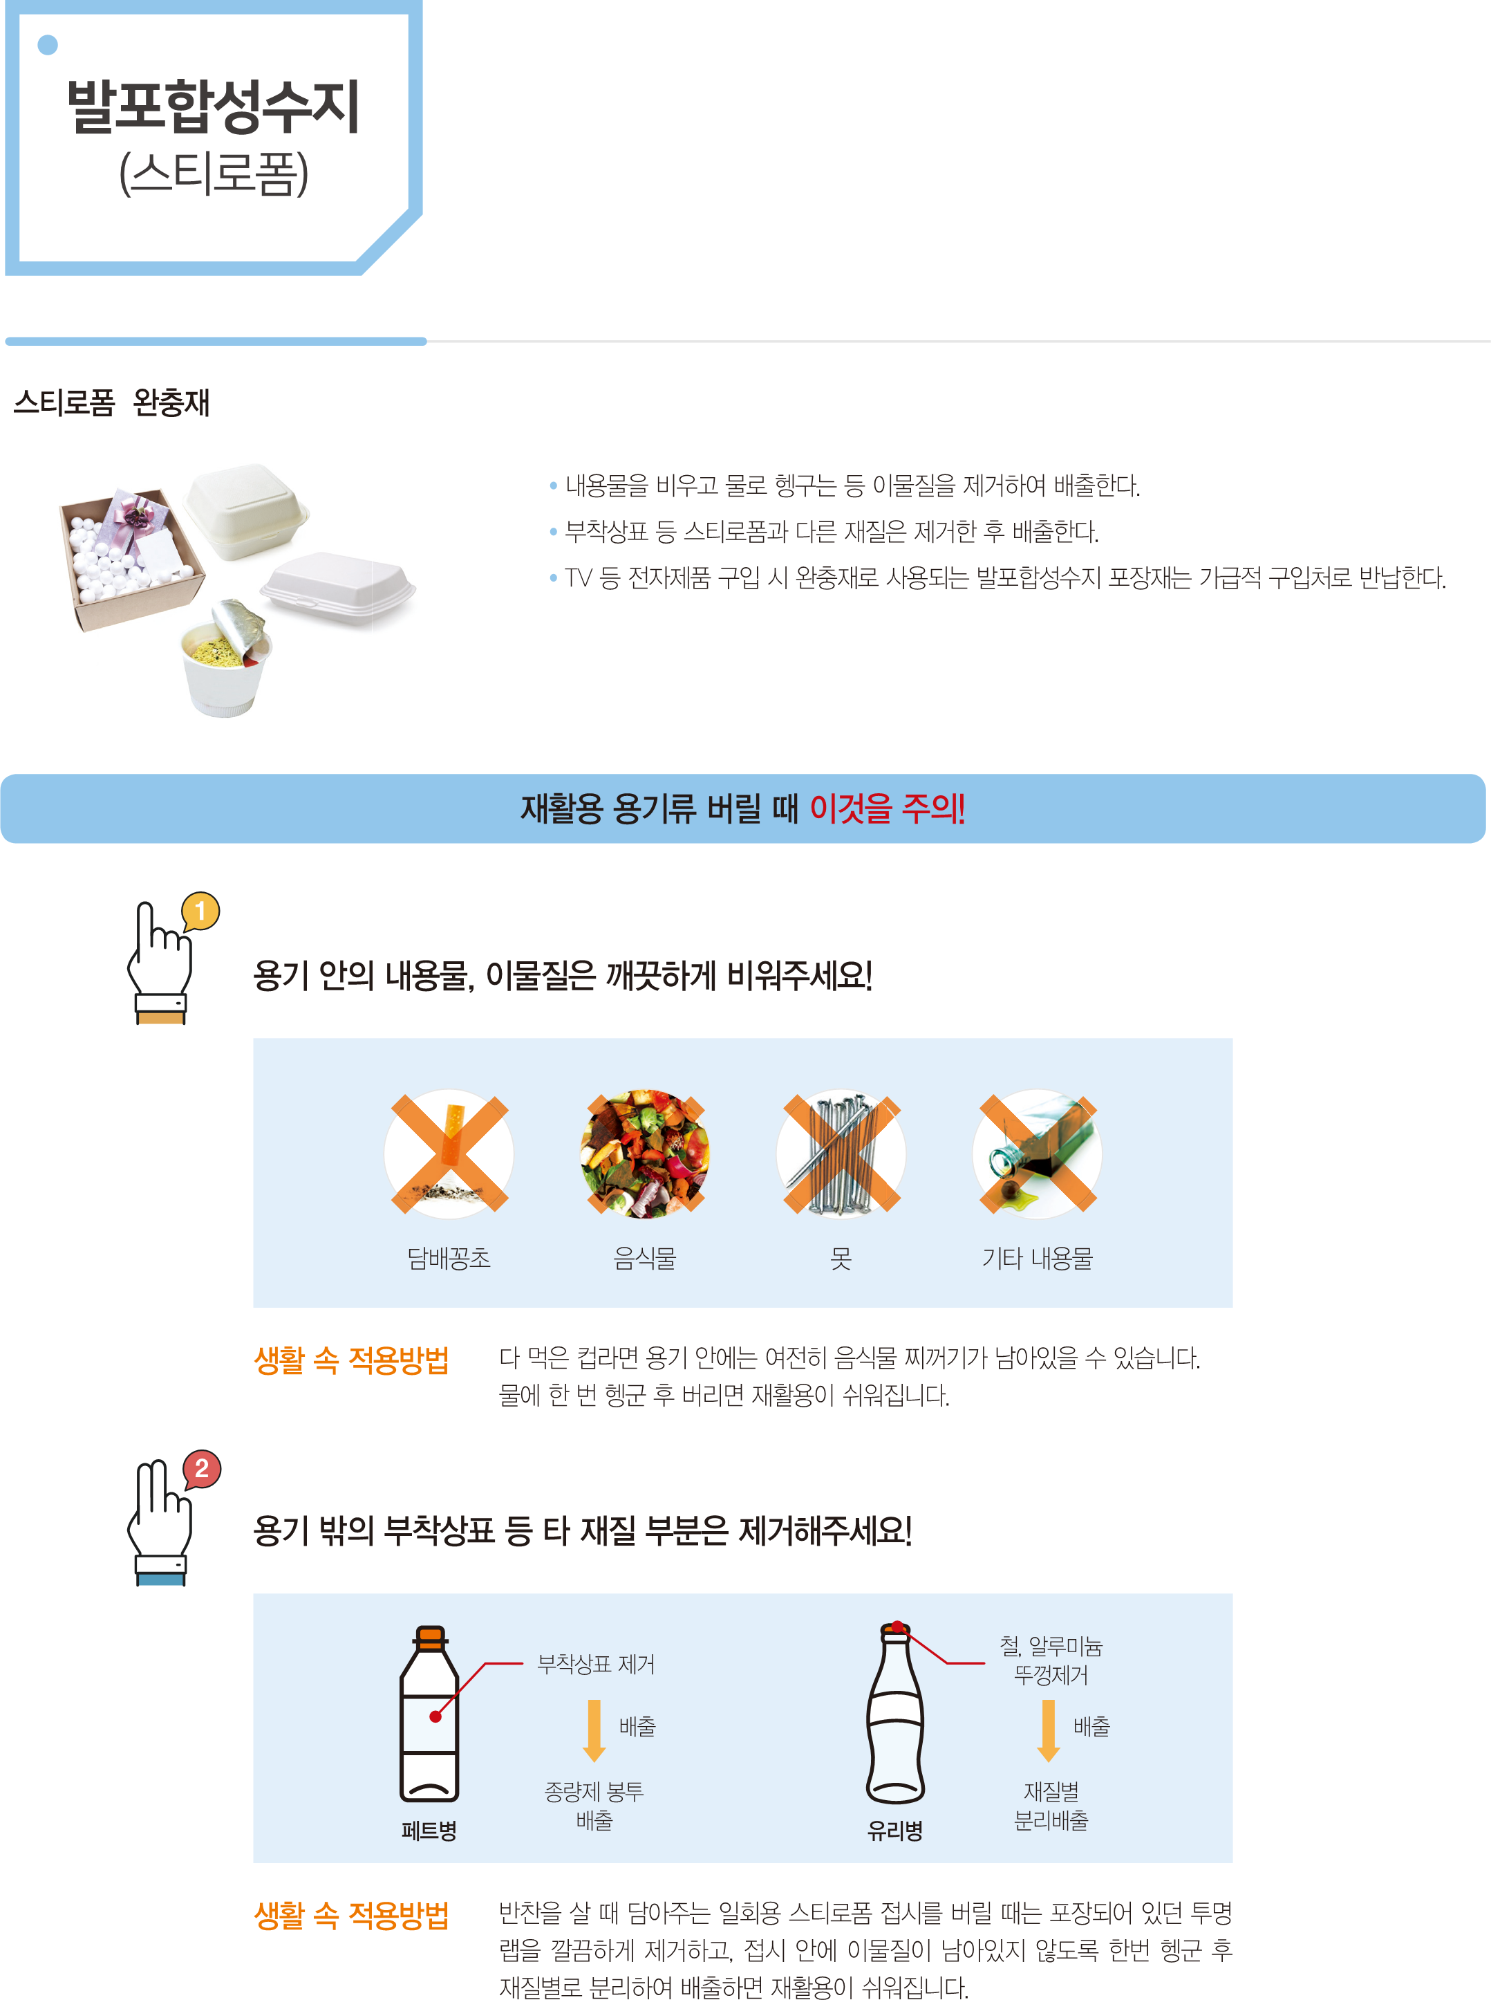 발포합성수지
(스티로폼)
스티로폼 완충재
• 내용물을 비우고 물로 헹구는 등 이물질을 제거하여 배출한다.
• 부착상표 등 스티로폼과 다른 재질은 제거한 후 배출한다.
• TV 등 전자제품 구입 시 완충재로 사용되는 발포합성수지 포장재는 가급적 구입처로 반납한다.
재활용 용기류 버릴 때 이것을 주의!
1
용기 안의 내용물, 이물질은 깨끗하게 비워주세요!
담배꽁초
음식물
못
기타 내용물
생활 속 적용방법
다 먹은 컵라면 용기 안에는 여전히 음식물 찌꺼기가 남아있을 수 있습니다.
물에 한 번 헹군 후 버리면 재활용이 쉬워집니다.
2
용기 밖의 부착상표 등 타 재질 부분은 제거해주세요!
부착상표 제거
배출
종량제 봉투
배출
페트병
철, 알루미늄
뚜껑제거
배출
재질별
분리배출
유리병
생활 속 적용방법
반찬을 살 때 담아주는 일회용 스티로폼 접시를 버릴 때는 포장되어 있던 투명
랩을 깔끔하게 제거하고, 접시 안에 이물질이 남아있지 않도록 한번 헹군 후
재질별로 분리하여 배출하면 재활용이 쉬워집니다.